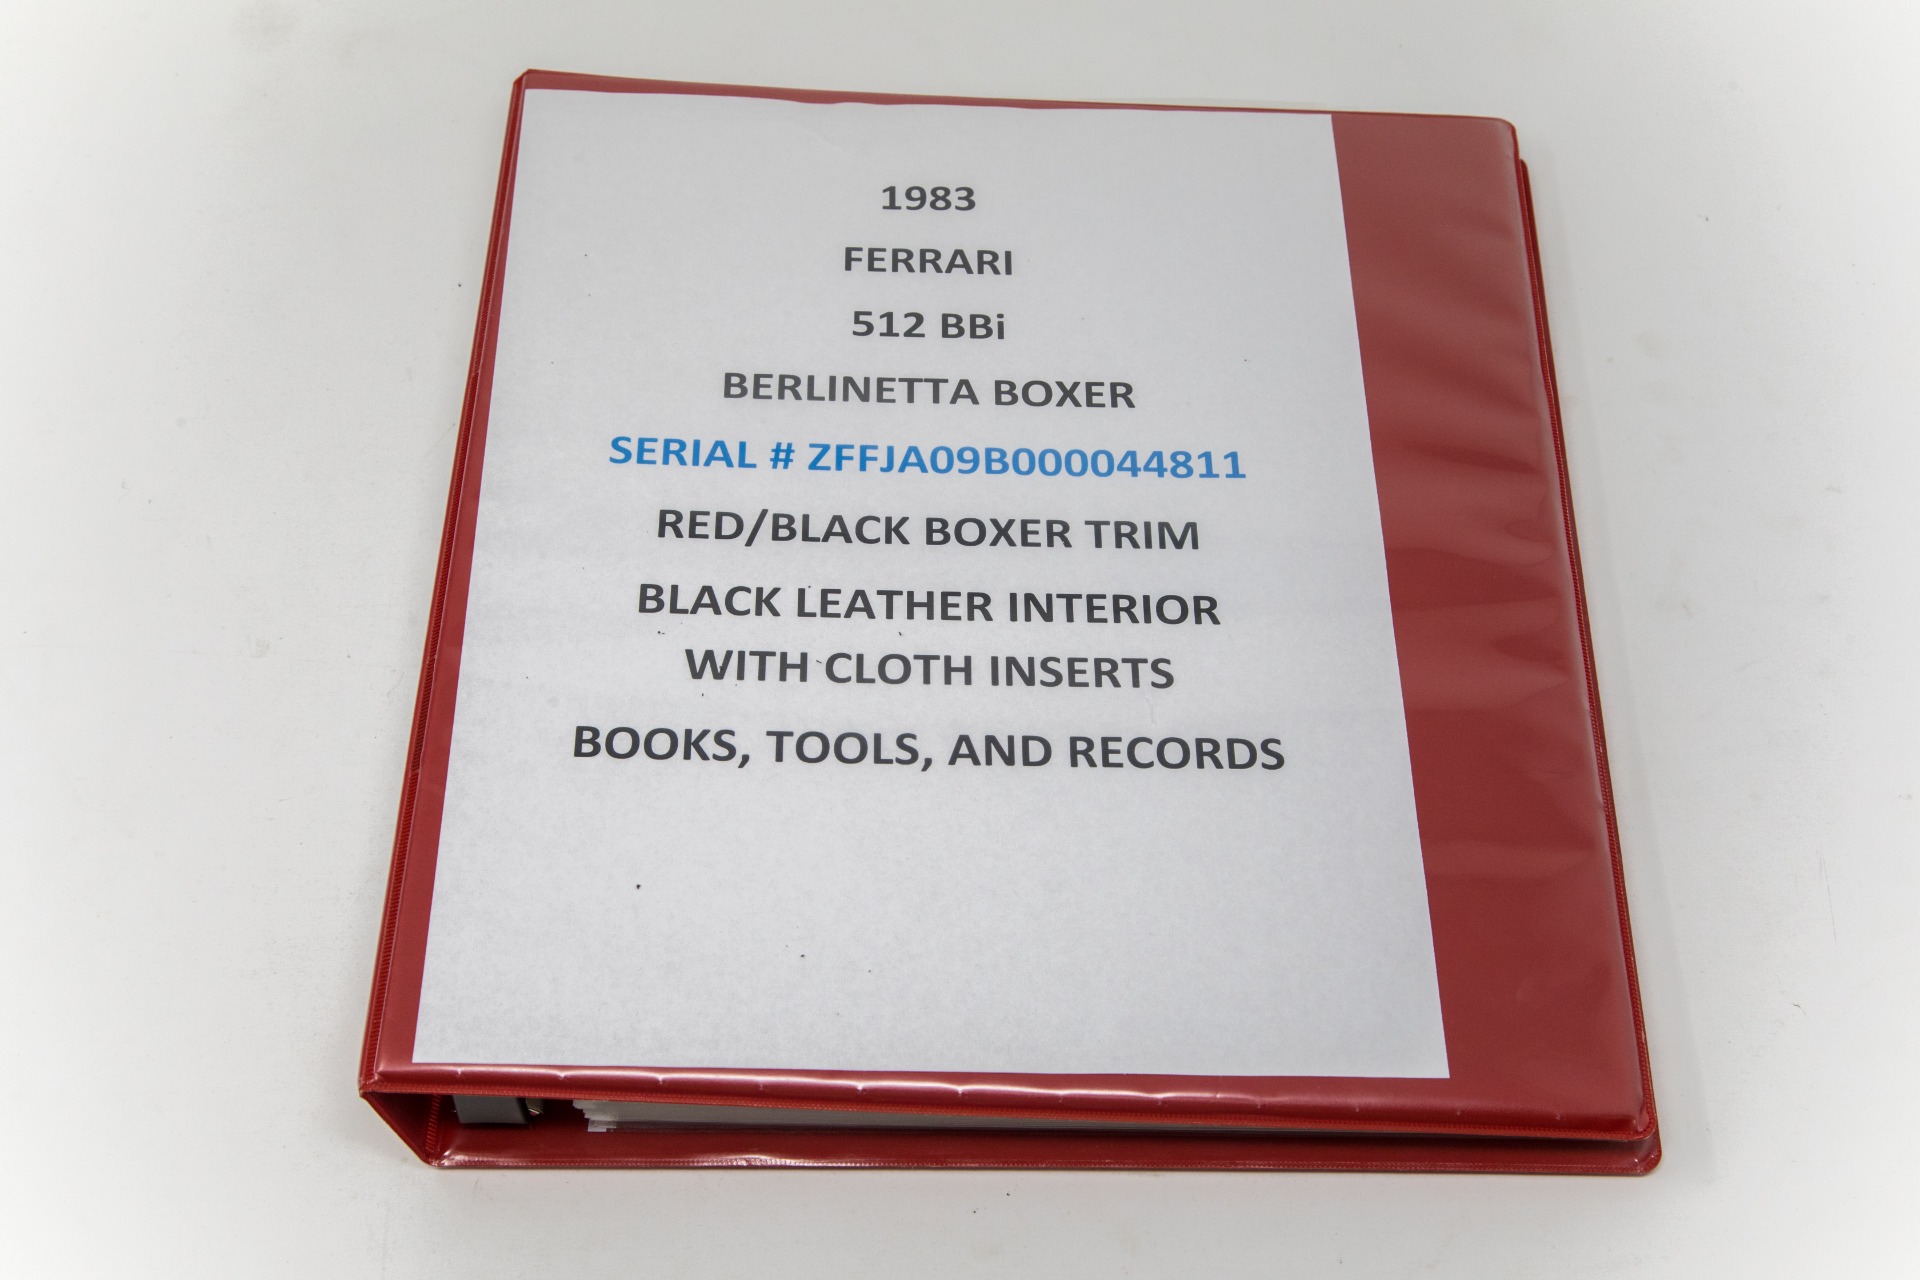 1983
FERRARI
512 BBi
BERLINETTA BOXER
SERIAL # ZFFJA09B000044811
RED/BLACK BOXER TRIM
BLACK LEATHER INTERIOR
WITH CLOTH INSERTS
BOOKS, TOOLS, AND RECORDS